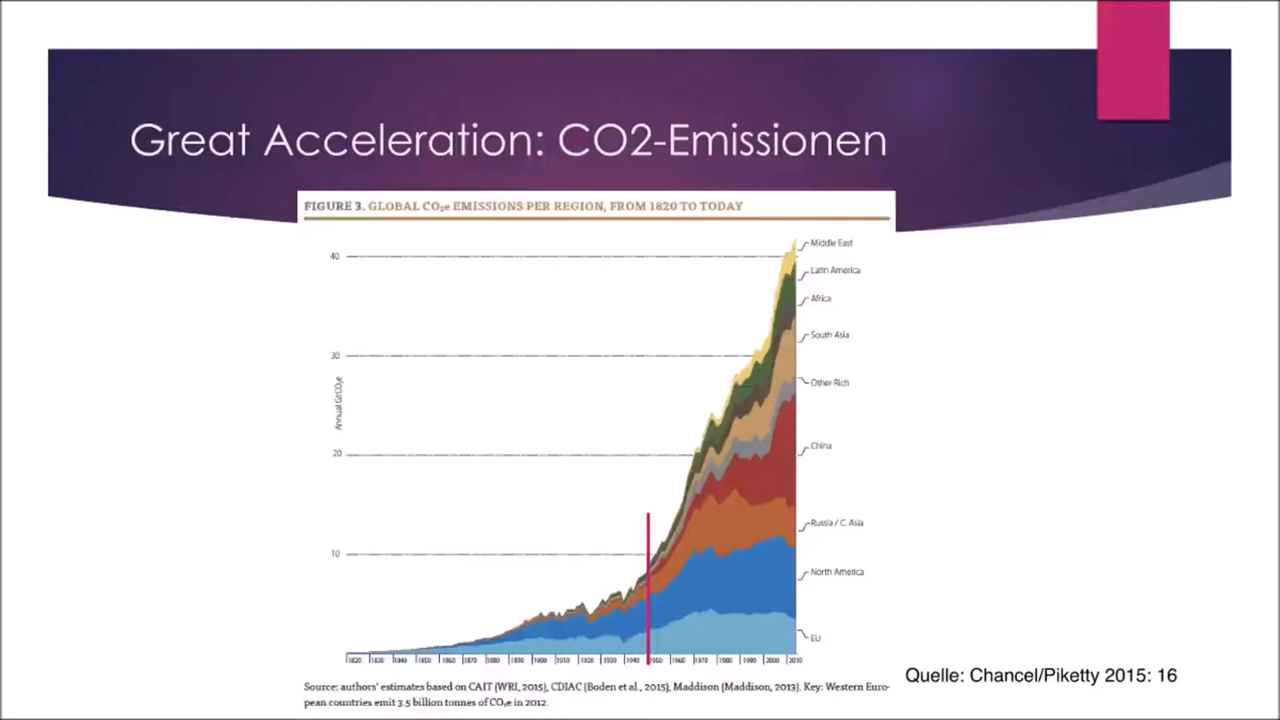 Great Acceleration: CO2-Emissionen
FIGURE 3. GLOBAL CO₂e EMISSIONS PER REGION, FROM 1820 TO TODAY
40
30
20
10
Annual GtCO₂e
Middle East
Latin America
Africa
South Asia
Other Rich
China
Russia / C. Asia
North America
EU
1820 1830 1840 1850 1860 1870 1880 1890 1900 1910 1920 1930 1940 1950 1960 1970 1980 1990 2000 2010
Source: authors' estimates based on CAIT (WRI, 2015), CDIAC (Boden et al., 2015), Maddison (Maddison, 2013). Key: Western Euro-
pean countries emit 3.5 billion tonnes of CO₂e in 2012.
Quelle: Chancel/Piketty 2015: 16